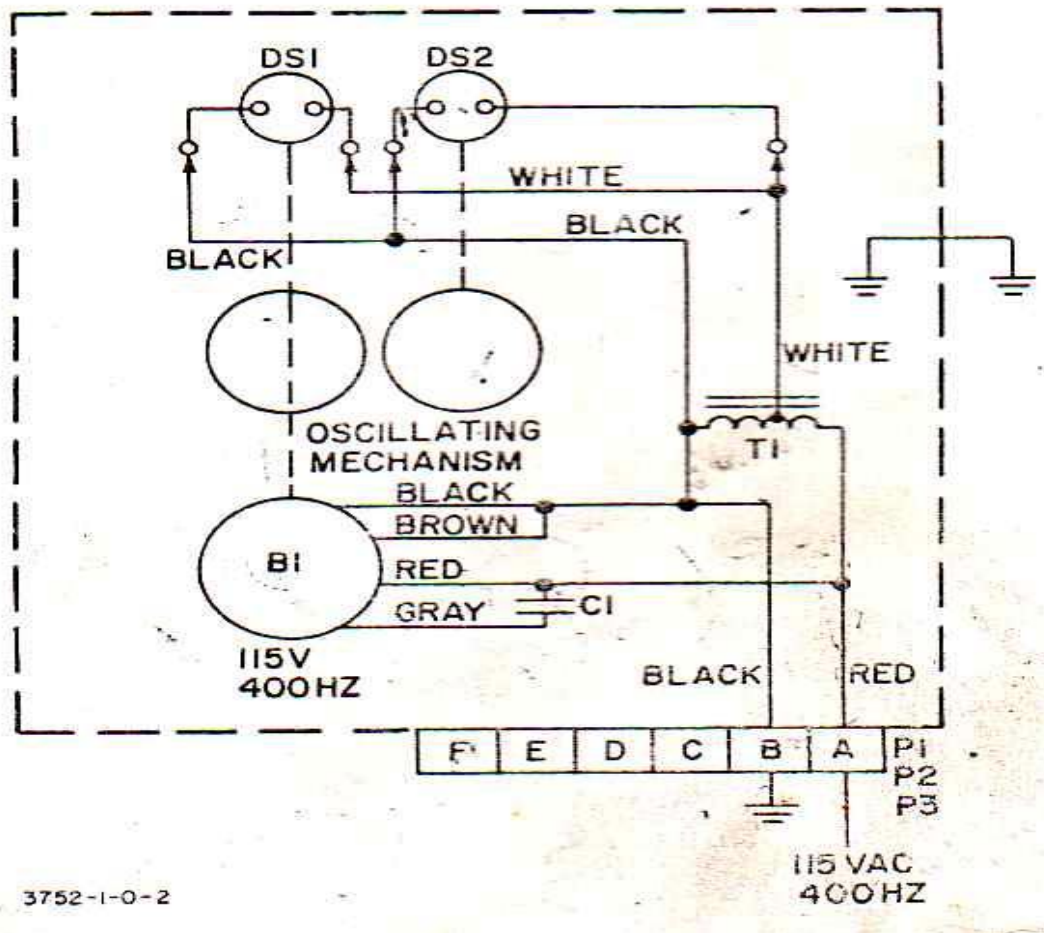 DS1
DS2
WHITE
BLACK
BLACK
WHITE
T1
OSCILLATING
MECHANISM
BLACK
BROWN
B1
RED
C1
GRAY
115V
400HZ
BLACK
RED
F E D C B A
P1
P2
P3
115 VAC
400HZ
3752-1-0-2